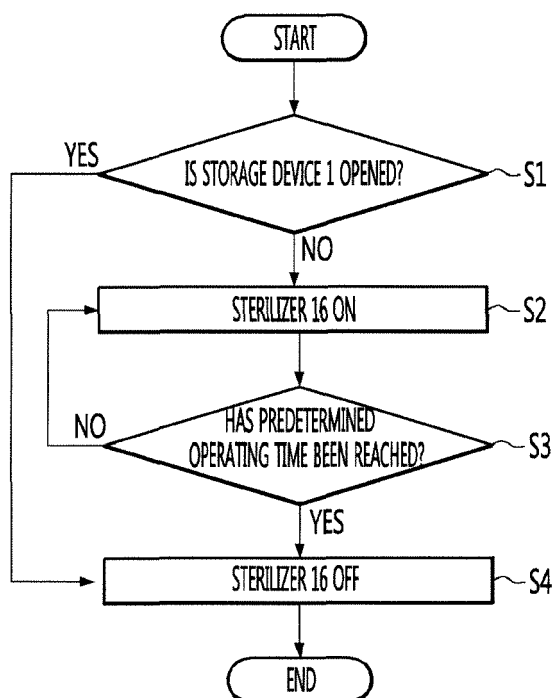 START
YES
IS STORAGE DEVICE 1 OPENED?
S1
NO
STERILIZER 16 ON
S2
HAS PREDETERMINED
OPERATING TIME BEEN REACHED?
NO
S3
YES
STERILIZER 16 OFF
S4
END